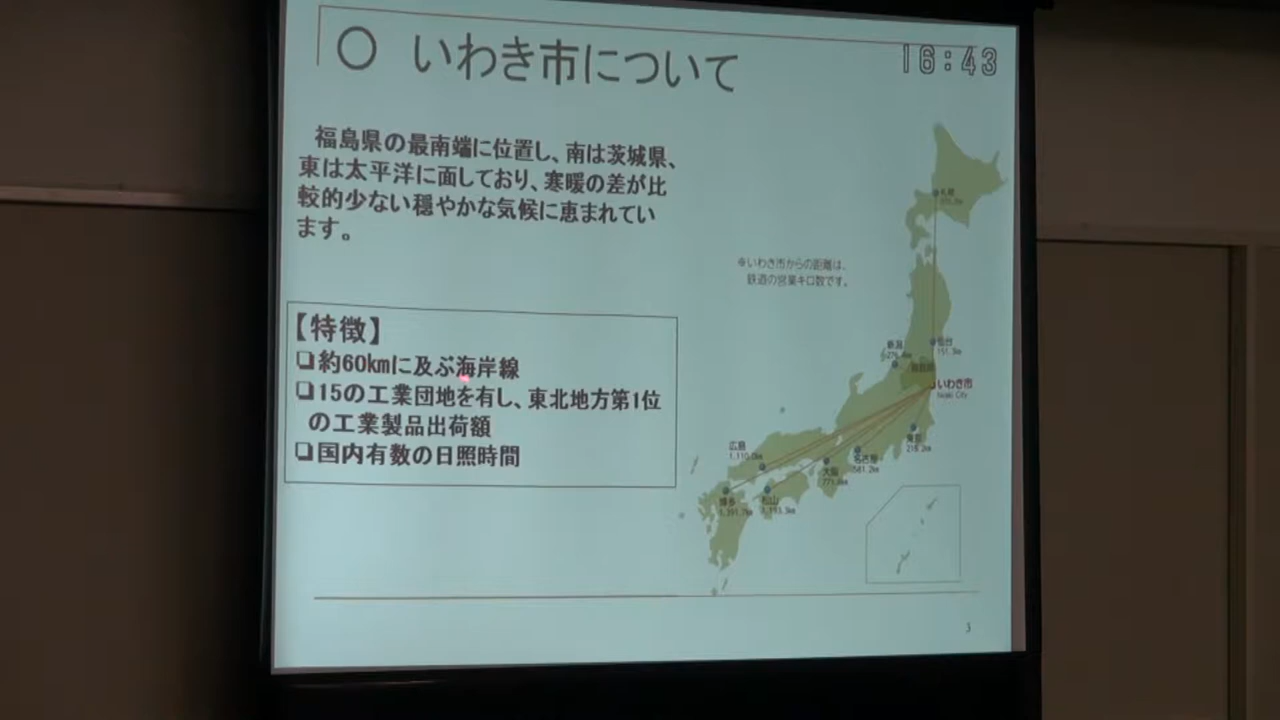 ○ いわき市について
16:43
福島県の最南端に位置し、南は茨城県、
東は太平洋に面しており、寒暖の差が比
較的少ない穏やかな気候に恵まれてい
ます。
【特徴】
❏約60kmに及ぶ海岸線
❏15の工業団地を有し、東北地方第1位
の工業製品出荷額
❏国内有数の日照時間
※いわき市からの距離は、
鉄道の営業キロ数です。
札幌
仙台
151.3km
新潟
いわき市
Iwaki City
東京
名古屋
大阪
広島
松山
博多
3